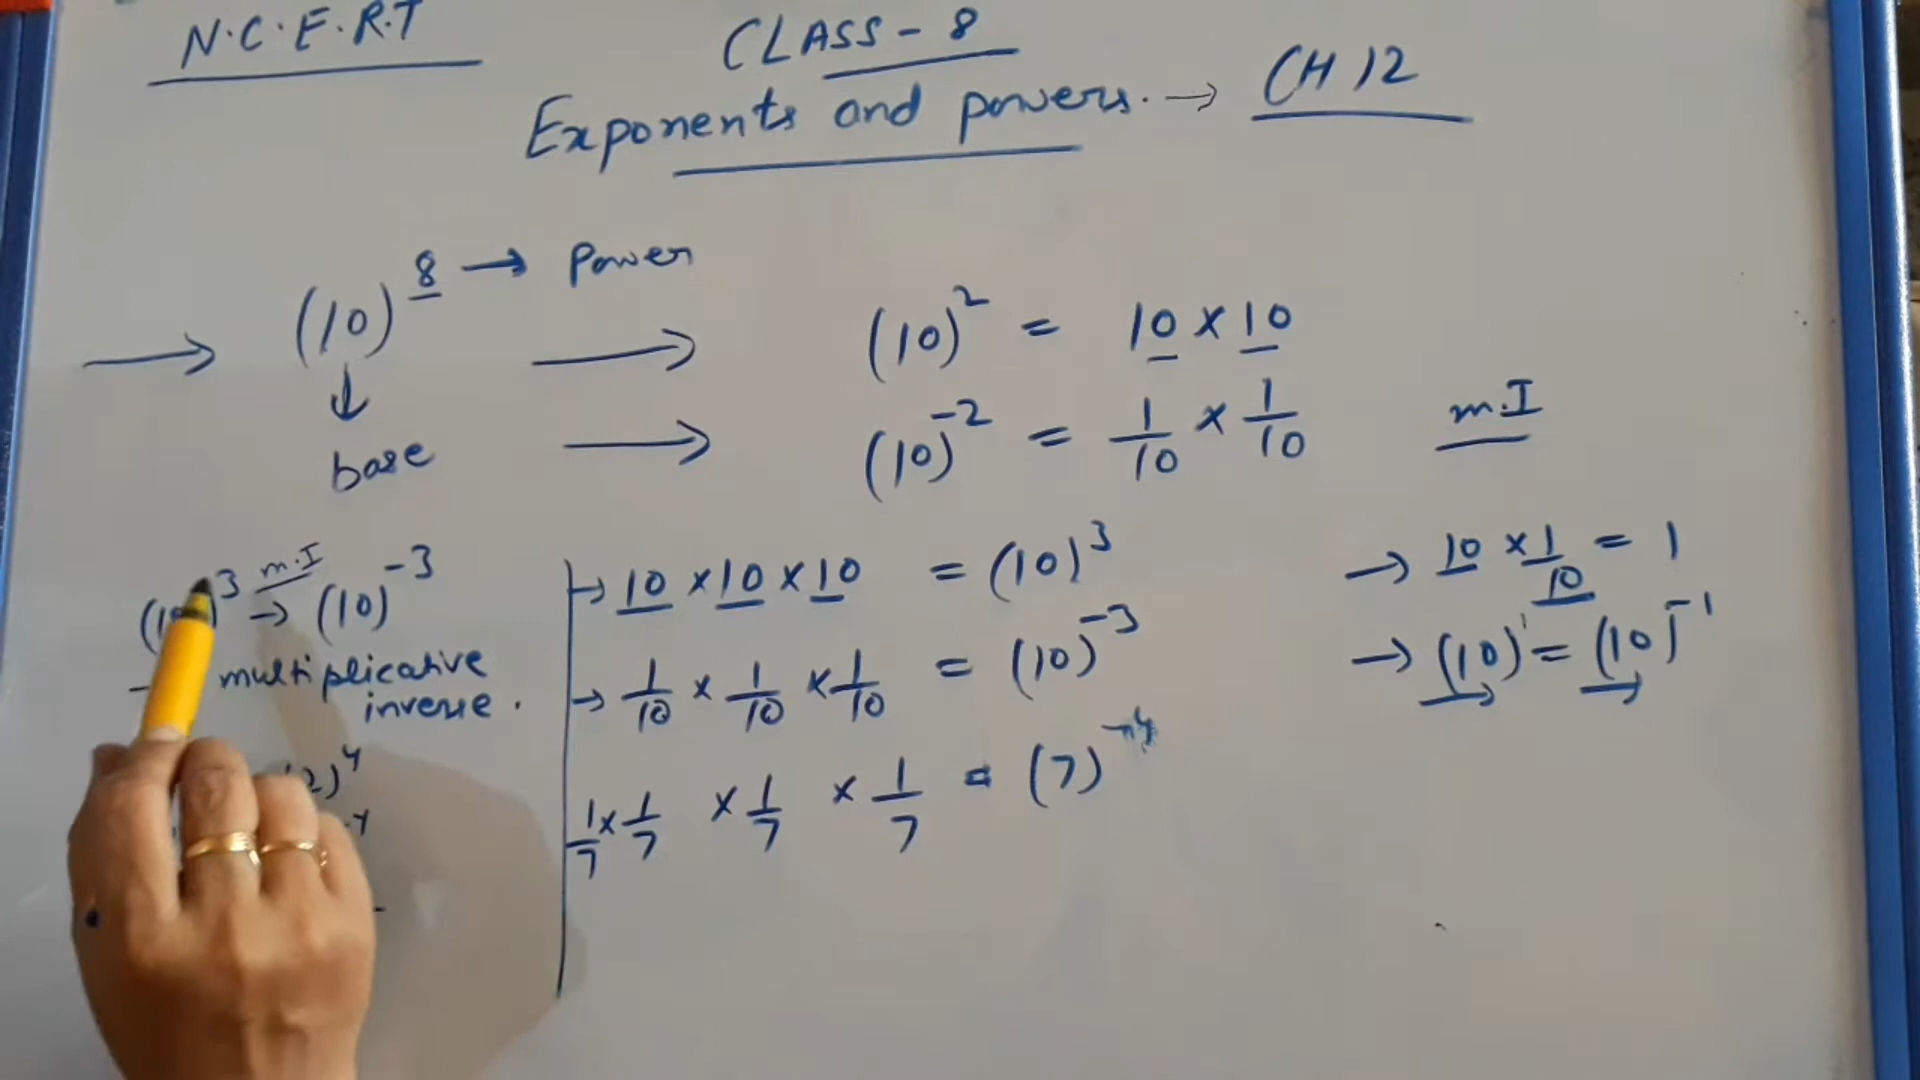 N.C.E.R.T
CLASS - 8
Exponents and powers. → CH 12
→ (10)^8 → Power
↓
base
→ (10)^2 = 10 × 10
→ (10)^-2 = 1/10 × 1/10
m.I
(10)^3 m.I → (10)^-3
multiplicative
inverse.
2)^4
→ 10 × 10 × 10 = (10)^3
→ 1/10 × 1/10 × 1/10 = (10)^-3
1/7 × 1/7 × 1/7 × 1/7 = (7)^-4
→ 10 × 1/10 = 1
→ (10)^1 = (10)^-1